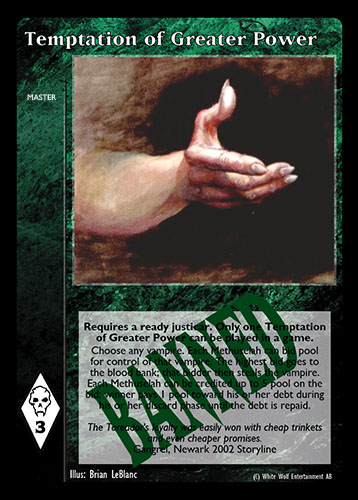 Temptation of Greater Power
MASTER
Requires a ready justicar. Only one Temptation
of Greater Power can be played in a game.
Choose any vampire. Each Methuselah can bid pool
for control of that vampire. The highest bid goes to
the blood bank; that bidder then steals the vampire.
Each Methuselah can be credited up to 5 pool on the
bid; winner pays 1 pool toward his or her debt during
his or her discard phase until the debt is repaid.
The Toreador's loyalty was easily won with cheap trinkets
and even cheaper promises.
Gangrel, Newark 2002 Storyline
BANNED
3
Illus: Brian LeBlanc
(C) White Wolf Entertainment AB